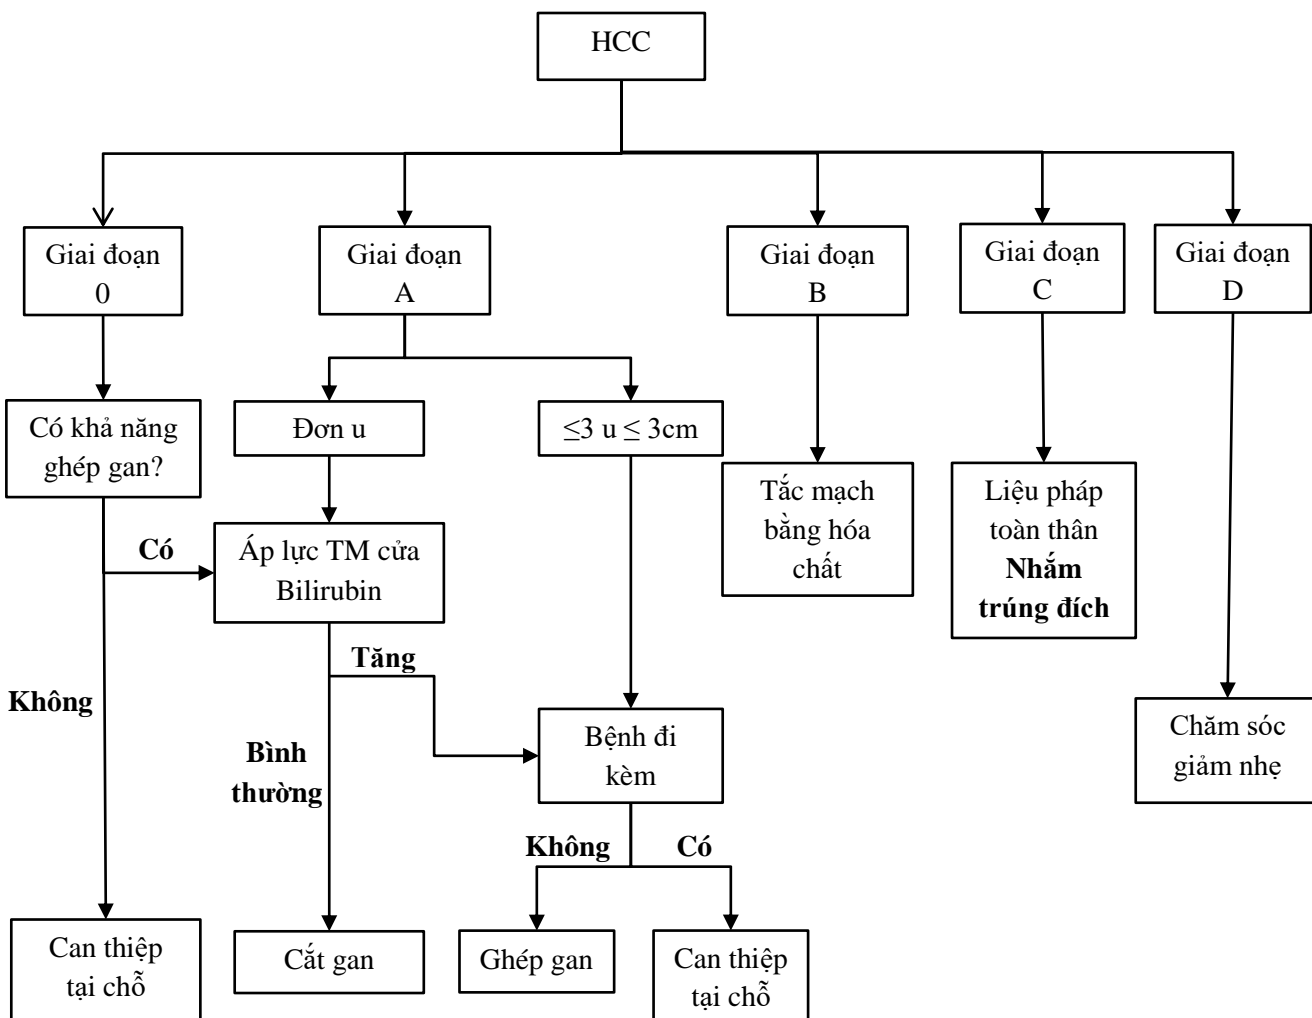 HCC
Giai đoạn
0
Giai đoạn
A
Giai đoạn
B
Giai đoạn
C
Giai đoạn
D
Có khả năng
ghép gan?
Đơn u
≤3 u ≤ 3cm
Tắc mạch
bằng hóa
chất
Liệu pháp
toàn thân
Nhắm
trúng đích
Có
Áp lực TM cửa
Bilirubin
Tăng
Không
Bình
thường
Bệnh đi
kèm
Chăm sóc
giảm nhẹ
Không
Có
Can thiệp
tại chỗ
Cắt gan
Ghép gan
Can thiệp
tại chỗ